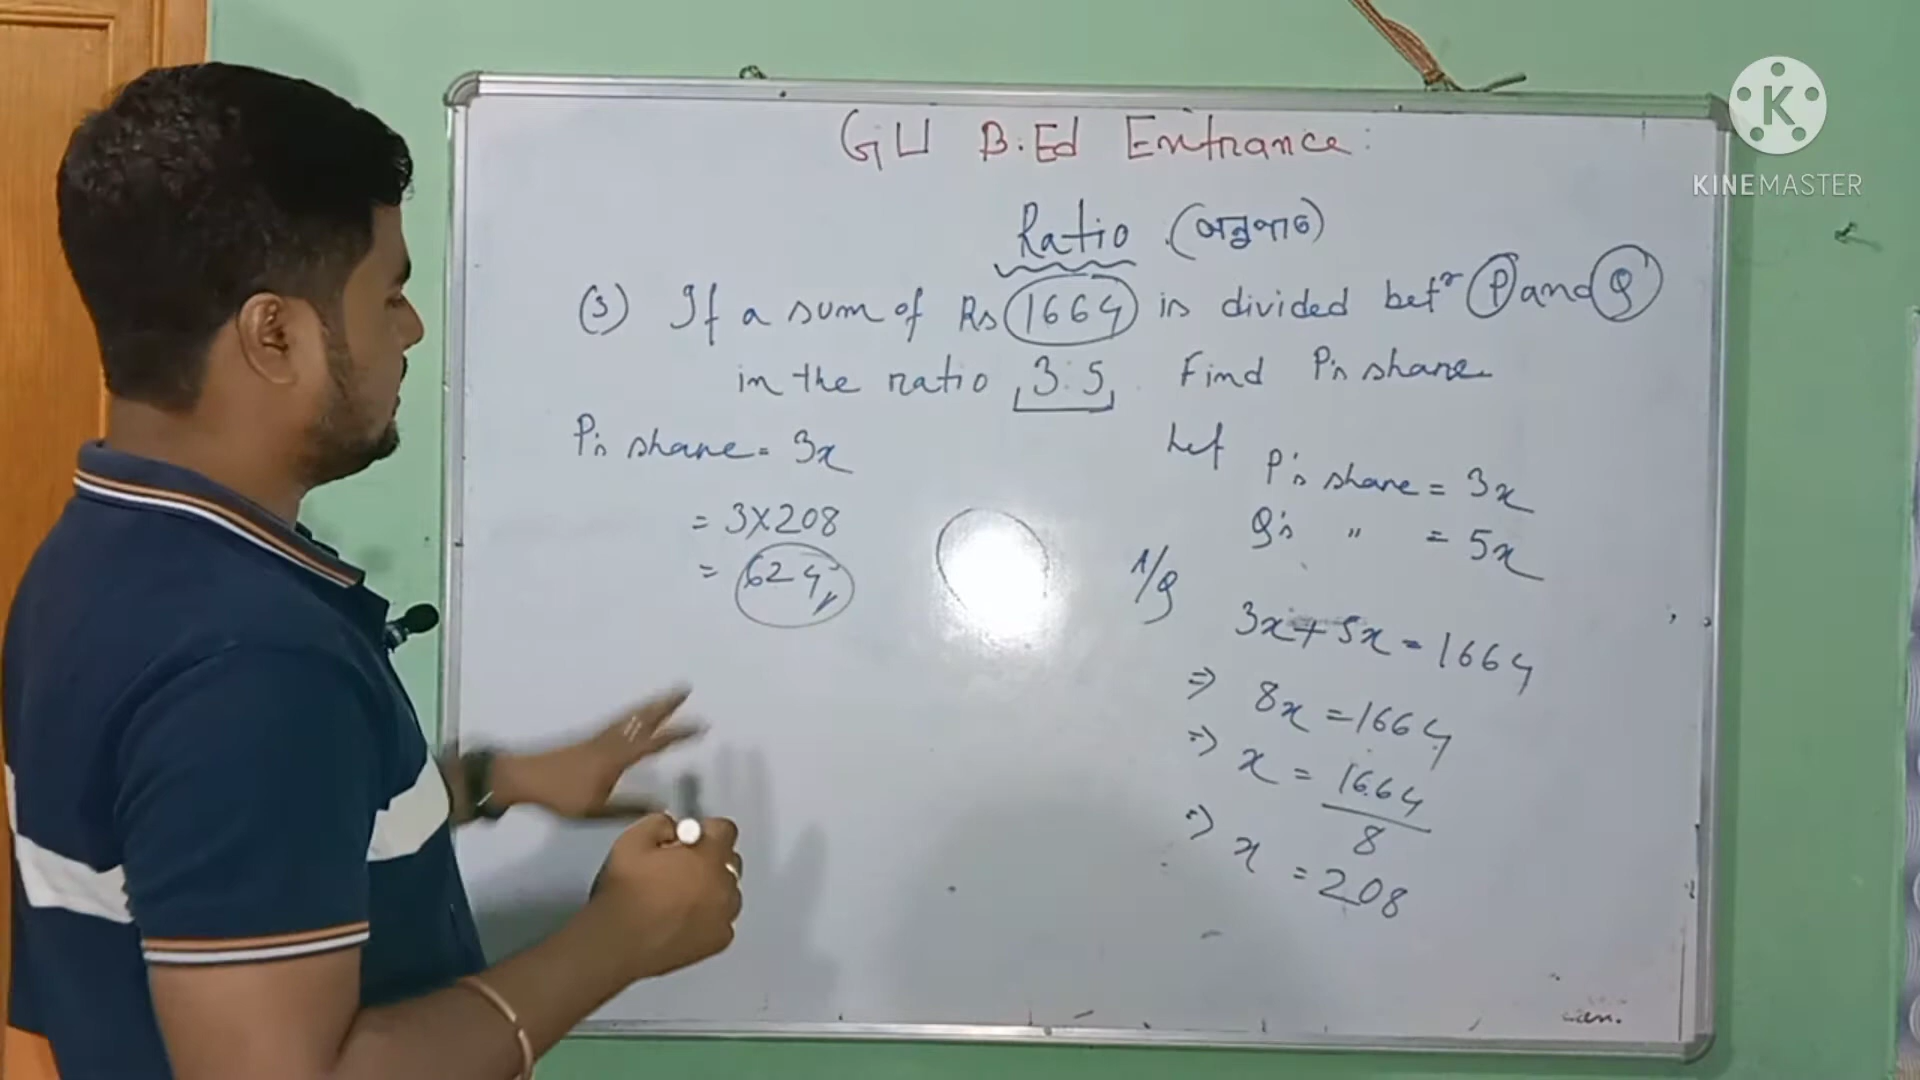 GU B.Ed Entrance:
Ratio (অনুপাত)
(3) If a sum of Rs 1664 is divided betⁿ P and Q
in the ratio 3:5. Find P's share
P's share = 3x
= 3×208
= 624
Let P's share = 3x
Q's " = 5x
A/Q
3x+5x = 1664
⇒ 8x = 1664
⇒ x = 1664/8
⇒ x = 208
K
KINEMASTER